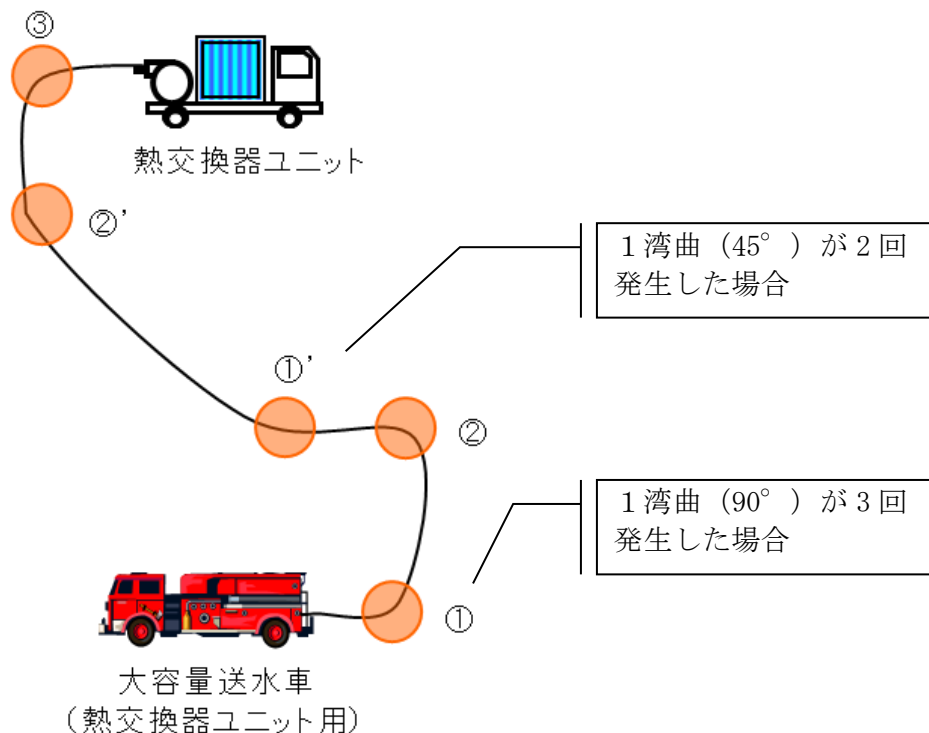 ③
熱交換器ユニット
②’
１湾曲（45°）が２回
発生した場合
①’
②
１湾曲（90°）が３回
発生した場合
①
大容量送水車
（熱交換器ユニット用）